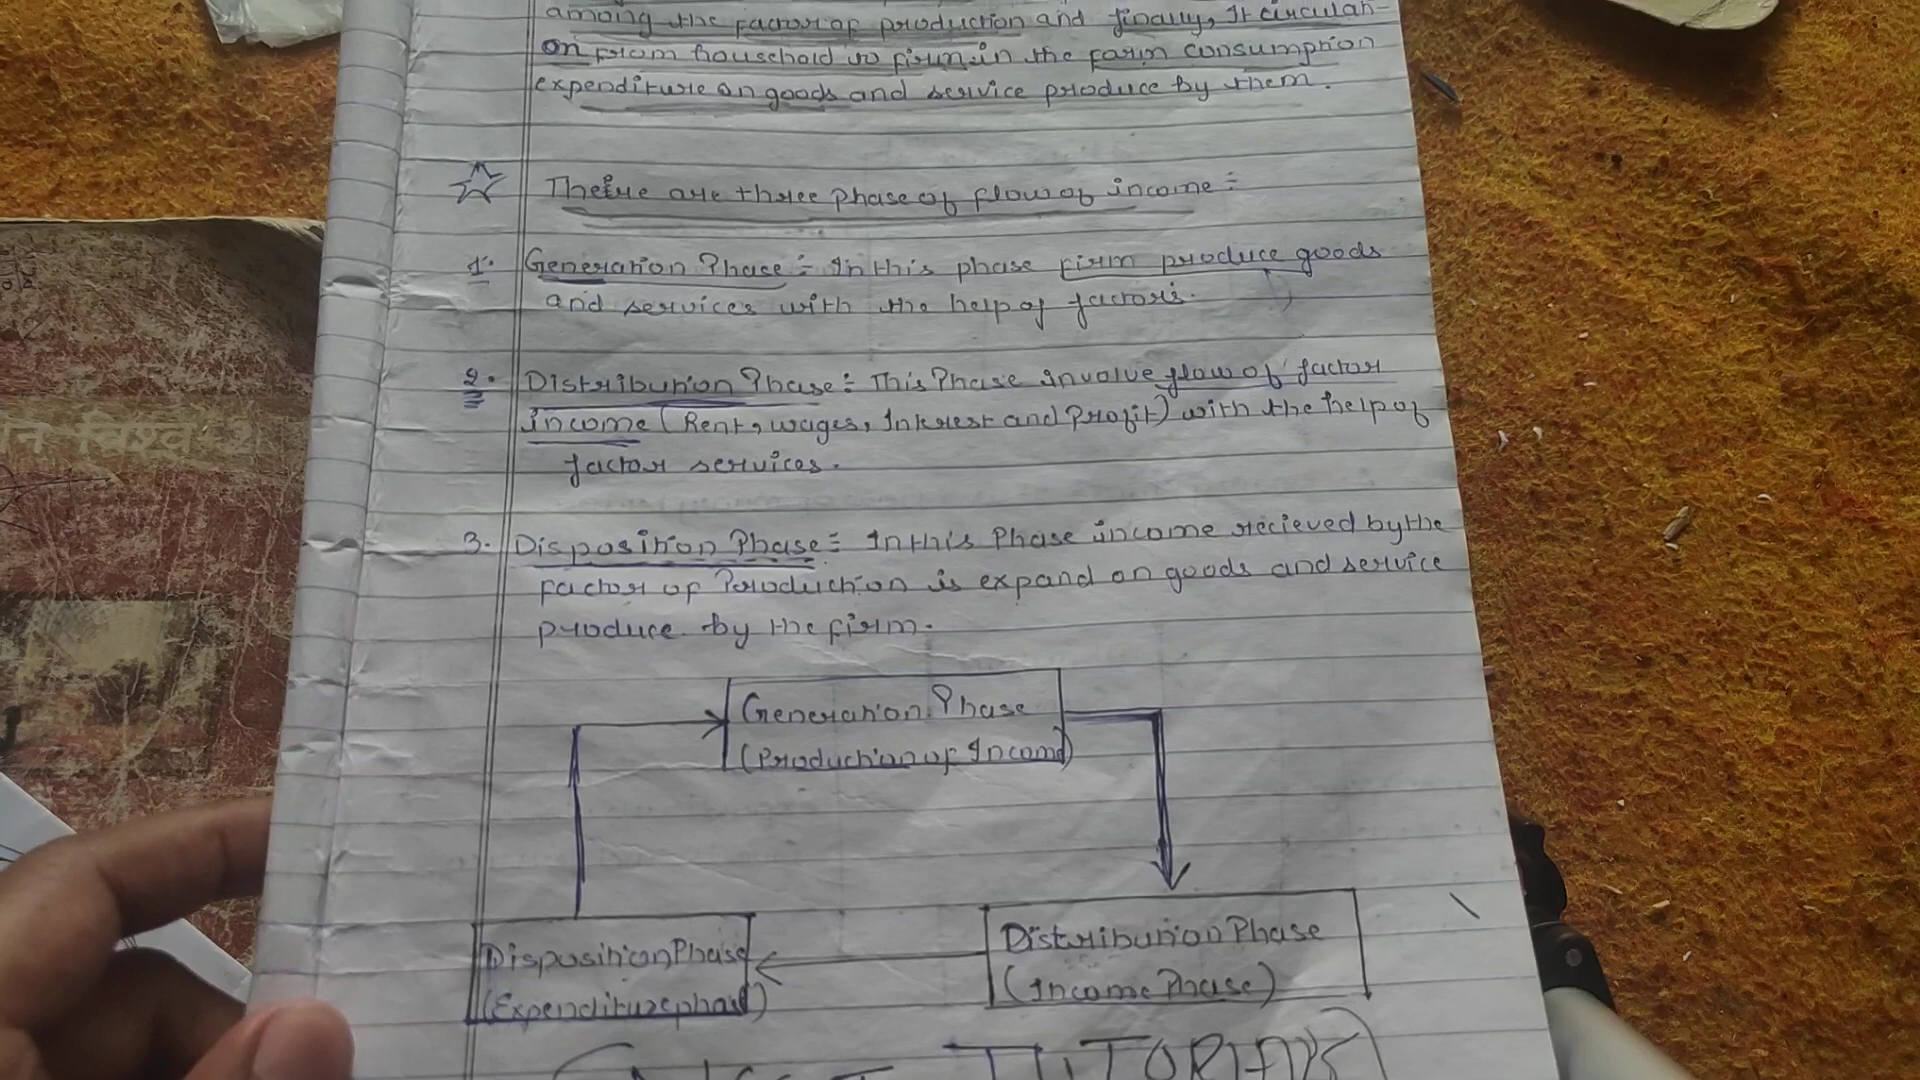 among the factor of production and finally, It circulati-
on from household to firm in the form consumption
expenditure on goods and service produce by them.
There are three phase of flow of income :-
1. Generation Phase :- In this phase firm produce goods
and services with the help of factors.
2. Distribution Phase :- This Phase involve flow of factor
income (Rent, wages, Interest and Profit) with the help of
factor services.
3. Disposition Phase :- In this Phase income recieved by the
factor of Production is expand on goods and service
produce by the firm.
Generation Phase
(Production of Income)
Disposition Phase
(Expenditure phase)
Distribution Phase
(Income Phase)
TUTORIALS